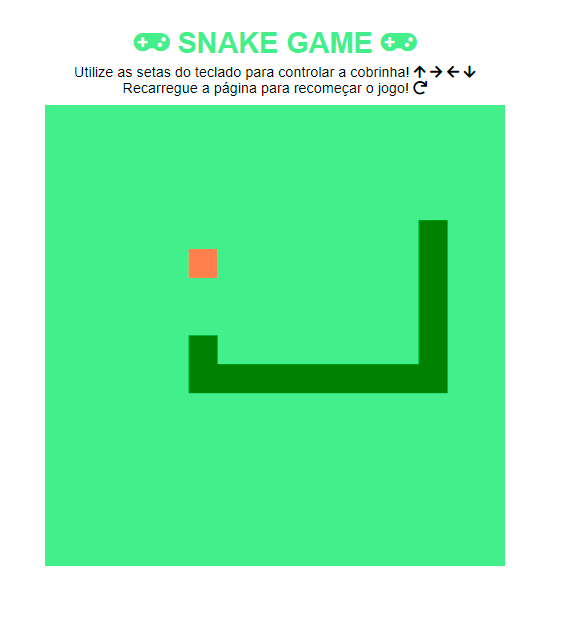 SNAKE GAME
Utilize as setas do teclado para controlar a cobrinha!
Recarregue a página para recomeçar o jogo!